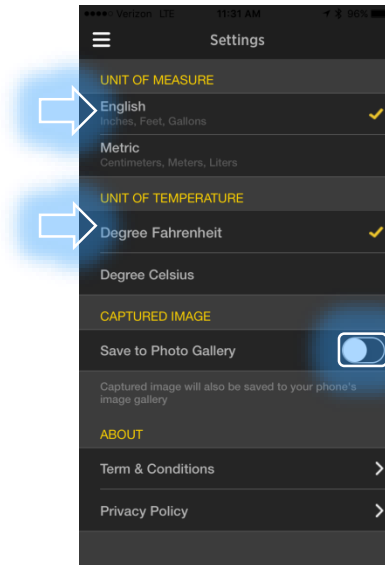 Verizon LTE 11:31 AM 96%
Settings
UNIT OF MEASURE
English
Inches, Feet, Gallons
Metric
Centimeters, Meters, Liters
UNIT OF TEMPERATURE
Degree Fahrenheit
Degree Celsius
CAPTURED IMAGE
Save to Photo Gallery
Captured image will also be saved to your phone's
image gallery
ABOUT
Term & Conditions
Privacy Policy